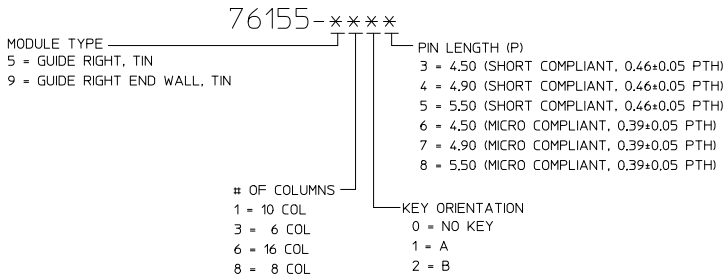 76155-****
MODULE TYPE
5 = GUIDE RIGHT, TIN
9 = GUIDE RIGHT END WALL, TIN
PIN LENGTH (P)
3 = 4.50 (SHORT COMPLIANT, 0.46±0.05 PTH)
4 = 4.90 (SHORT COMPLIANT, 0.46±0.05 PTH)
5 = 5.50 (SHORT COMPLIANT, 0.46±0.05 PTH)
6 = 4.50 (MICRO COMPLIANT, 0.39±0.05 PTH)
7 = 4.90 (MICRO COMPLIANT, 0.39±0.05 PTH)
8 = 5.50 (MICRO COMPLIANT, 0.39±0.05 PTH)
# OF COLUMNS
1 = 10 COL
3 = 6 COL
6 = 16 COL
8 = 8 COL
KEY ORIENTATION
0 = NO KEY
1 = A
2 = B